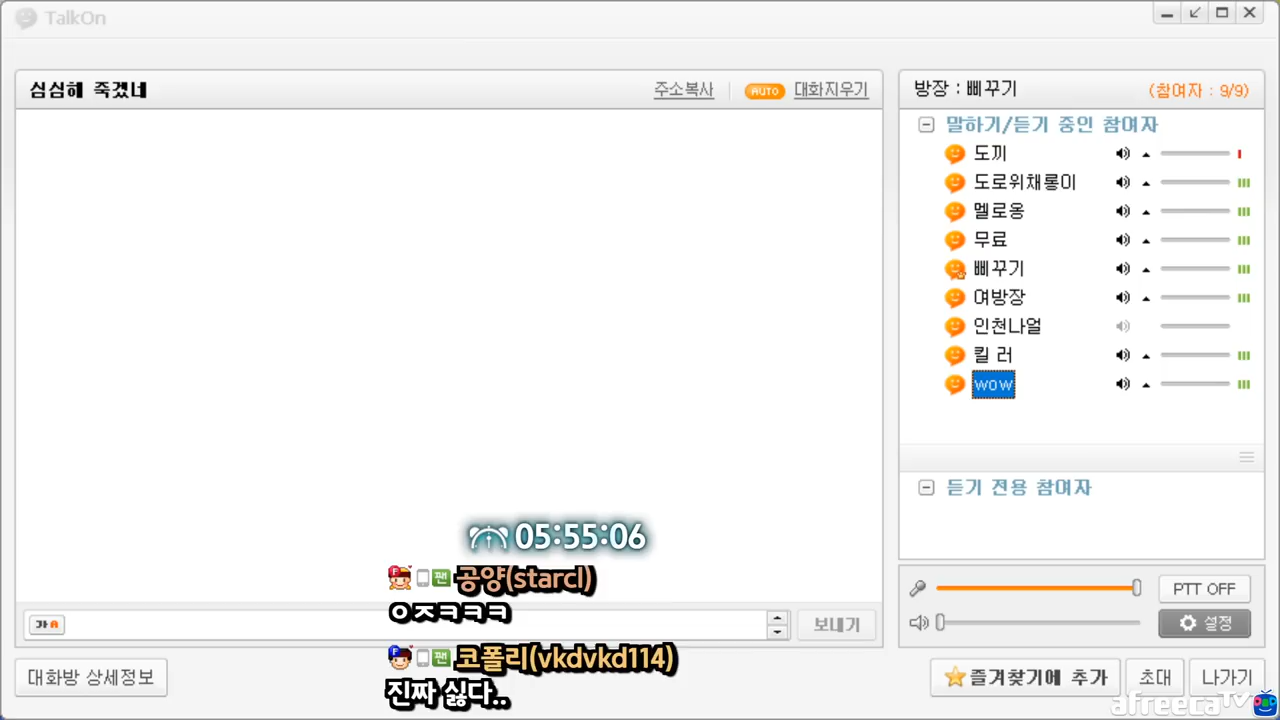 TalkOn
심심해 죽겠네
주소복사
AUTO
대화지우기
방장 : 삐꾸기
(참여자 : 9/9)
말하기/듣기 중인 참여자
도끼
도로위채롱이
멜로옹
무료
삐꾸기
여방장
인천나얼
킬 러
wow
듣기 전용 참여자
05:55:06
F 팬 공양(starcl)
ㅇㅈㅋㅋㅋ
가
보내기
F 팬 코폴리(vkdvkd114)
진짜 싫다..
PTT OFF
설정
대화방 상세정보
즐겨찾기에 추가
초대
나가기
afreecaTV